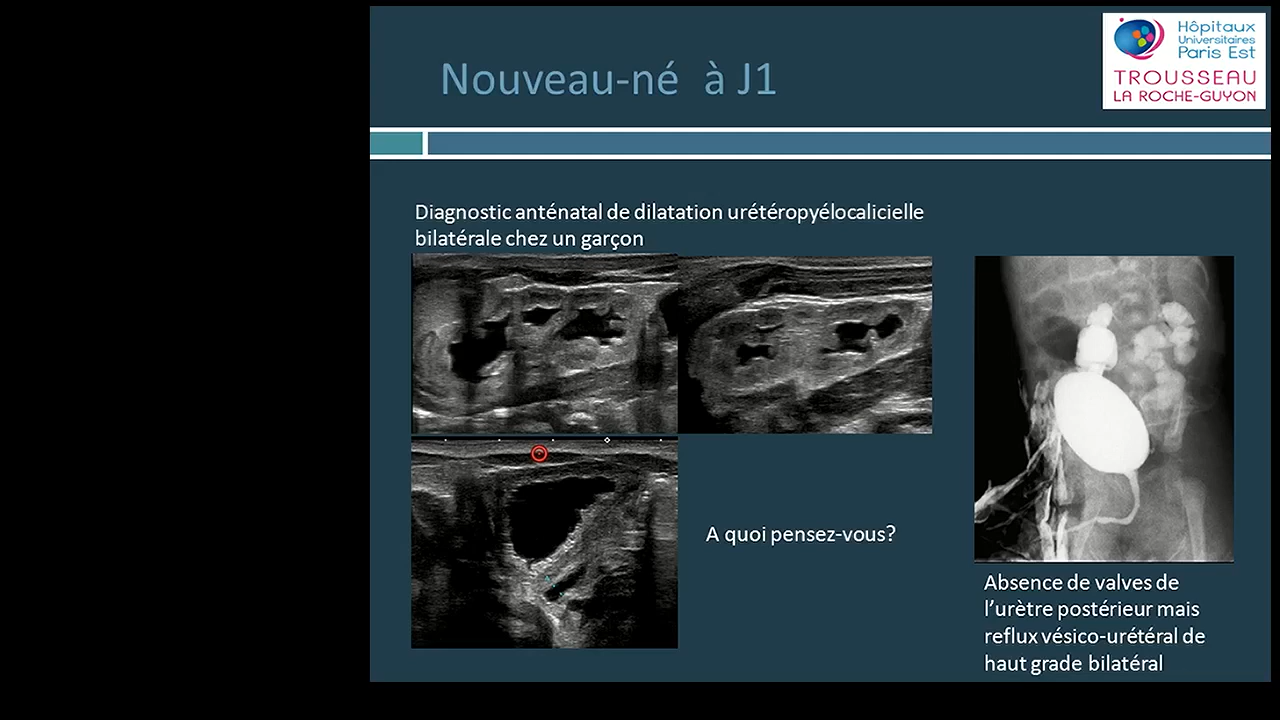 Hôpitaux
Universitaires
Paris Est
TROUSSEAU
LA ROCHE-GUYON
Nouveau-né à J1
Diagnostic anténatal de dilatation urétéropyélocalicielle
bilatérale chez un garçon
A quoi pensez-vous?
Absence de valves de
l'urètre postérieur mais
reflux vésico-urétéral de
haut grade bilatéral